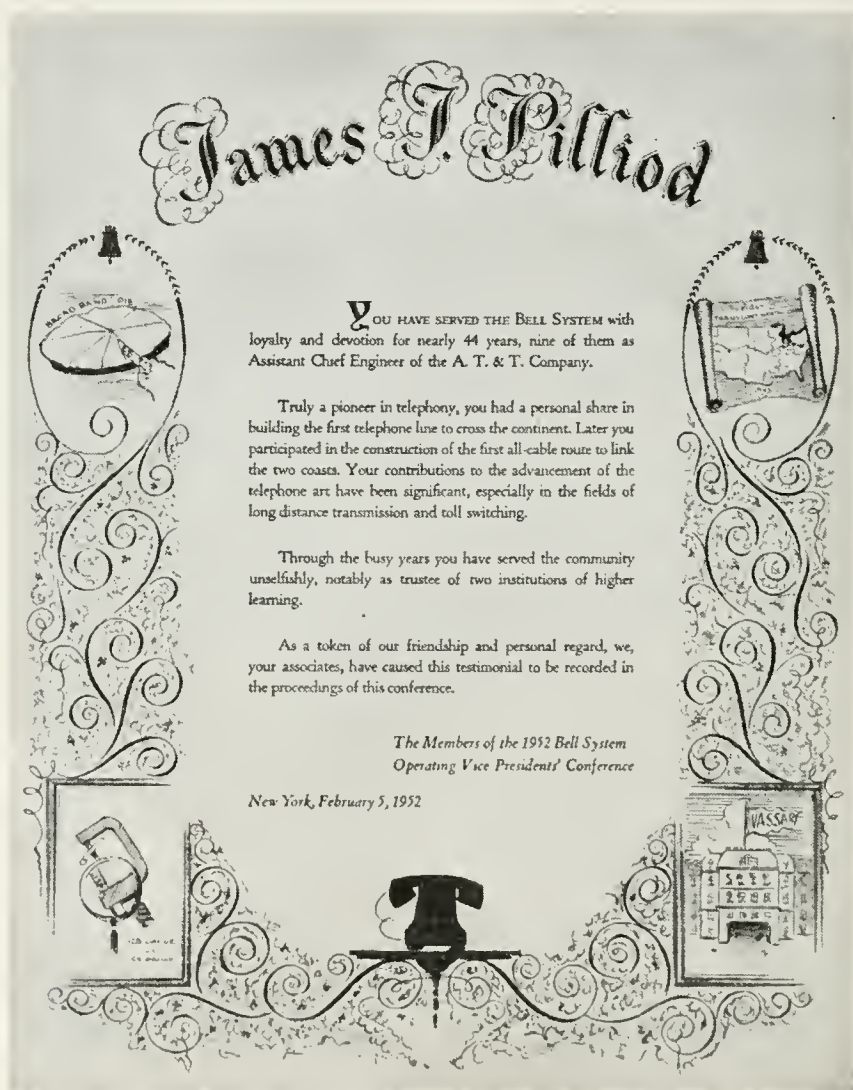 James J. Pilliod
BROAD BAND PIE
FIRST
TRANSCONTINENTAL
YOU HAVE SERVED THE BELL SYSTEM with
loyalty and devotion for nearly 44 years, nine of them as
Assistant Chief Engineer of the A. T. & T. Company.
Truly a pioneer in telephony, you had a personal share in
building the first telephone line to cross the continent. Later you
participated in the construction of the first all-cable route to link
the two coasts. Your contributions to the advancement of the
telephone art have been significant, especially in the fields of
long distance transmission and toll switching.
Through the busy years you have served the community
unselfishly, notably as trustee of two institutions of higher
learning.
As a token of our friendship and personal regard, we,
your associates, have caused this testimonial to be recorded in
the proceedings of this conference.
The Members of the 1952 Bell System
Operating Vice Presidents' Conference
New York, February 5, 1952
VASSAR